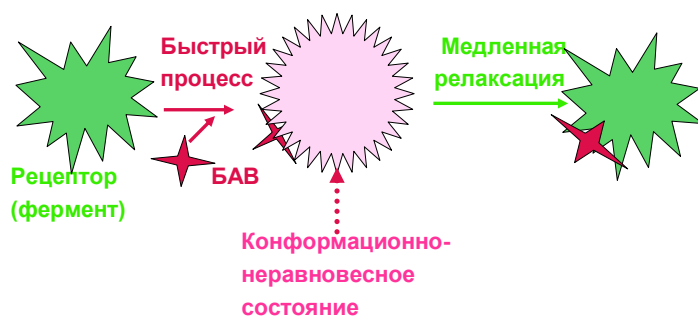 Быстрый
процесс
Медленная
релаксация
Рецептор
(фермент)
БАВ
Конформационно-
неравновесное
состояние